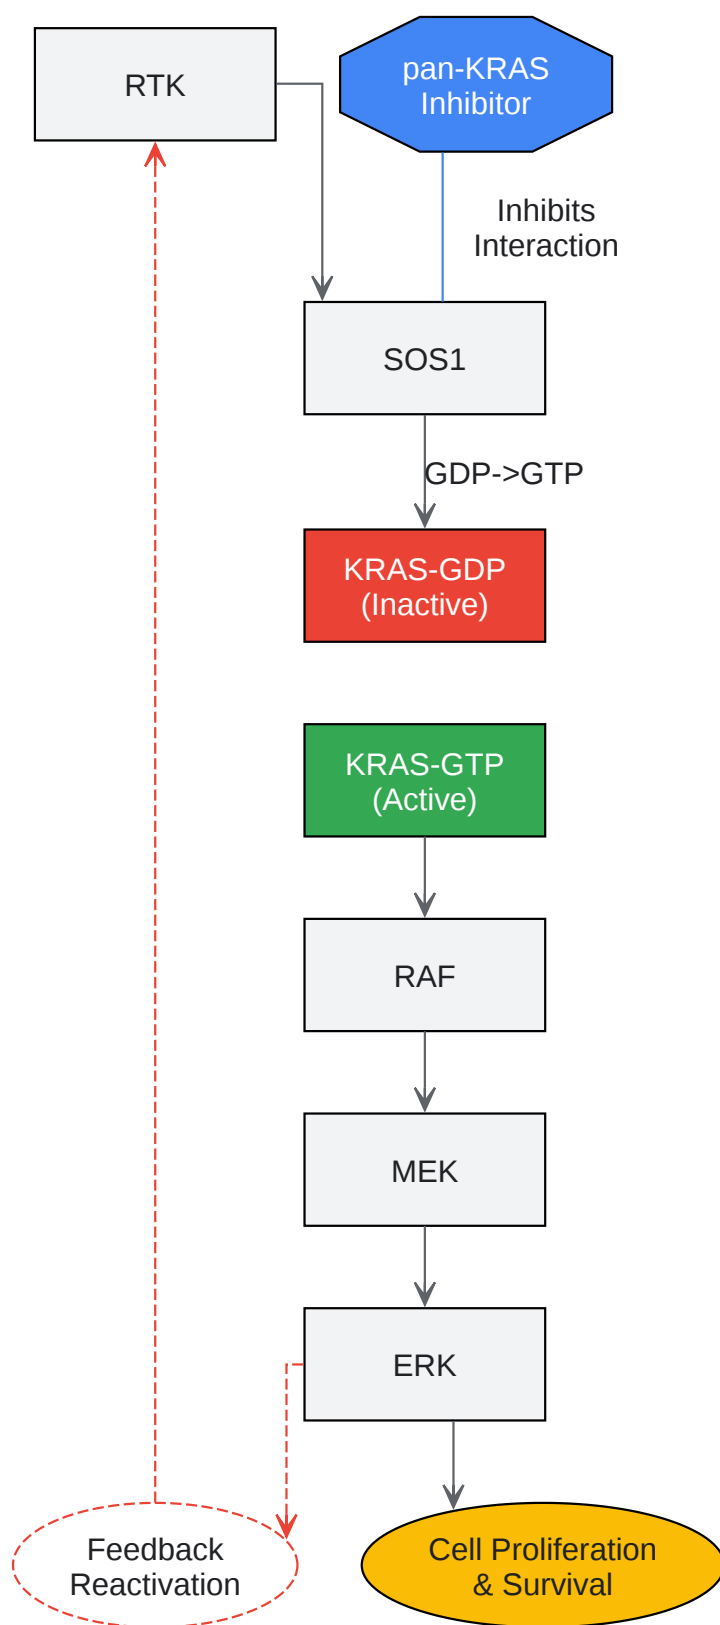 RTK
pan-KRAS
Inhibitor
Inhibits
Interaction
SOS1
GDP->GTP
KRAS-GDP
(Inactive)
KRAS-GTP
(Active)
RAF
MEK
ERK
Feedback
Reactivation
Cell Proliferation
& Survival